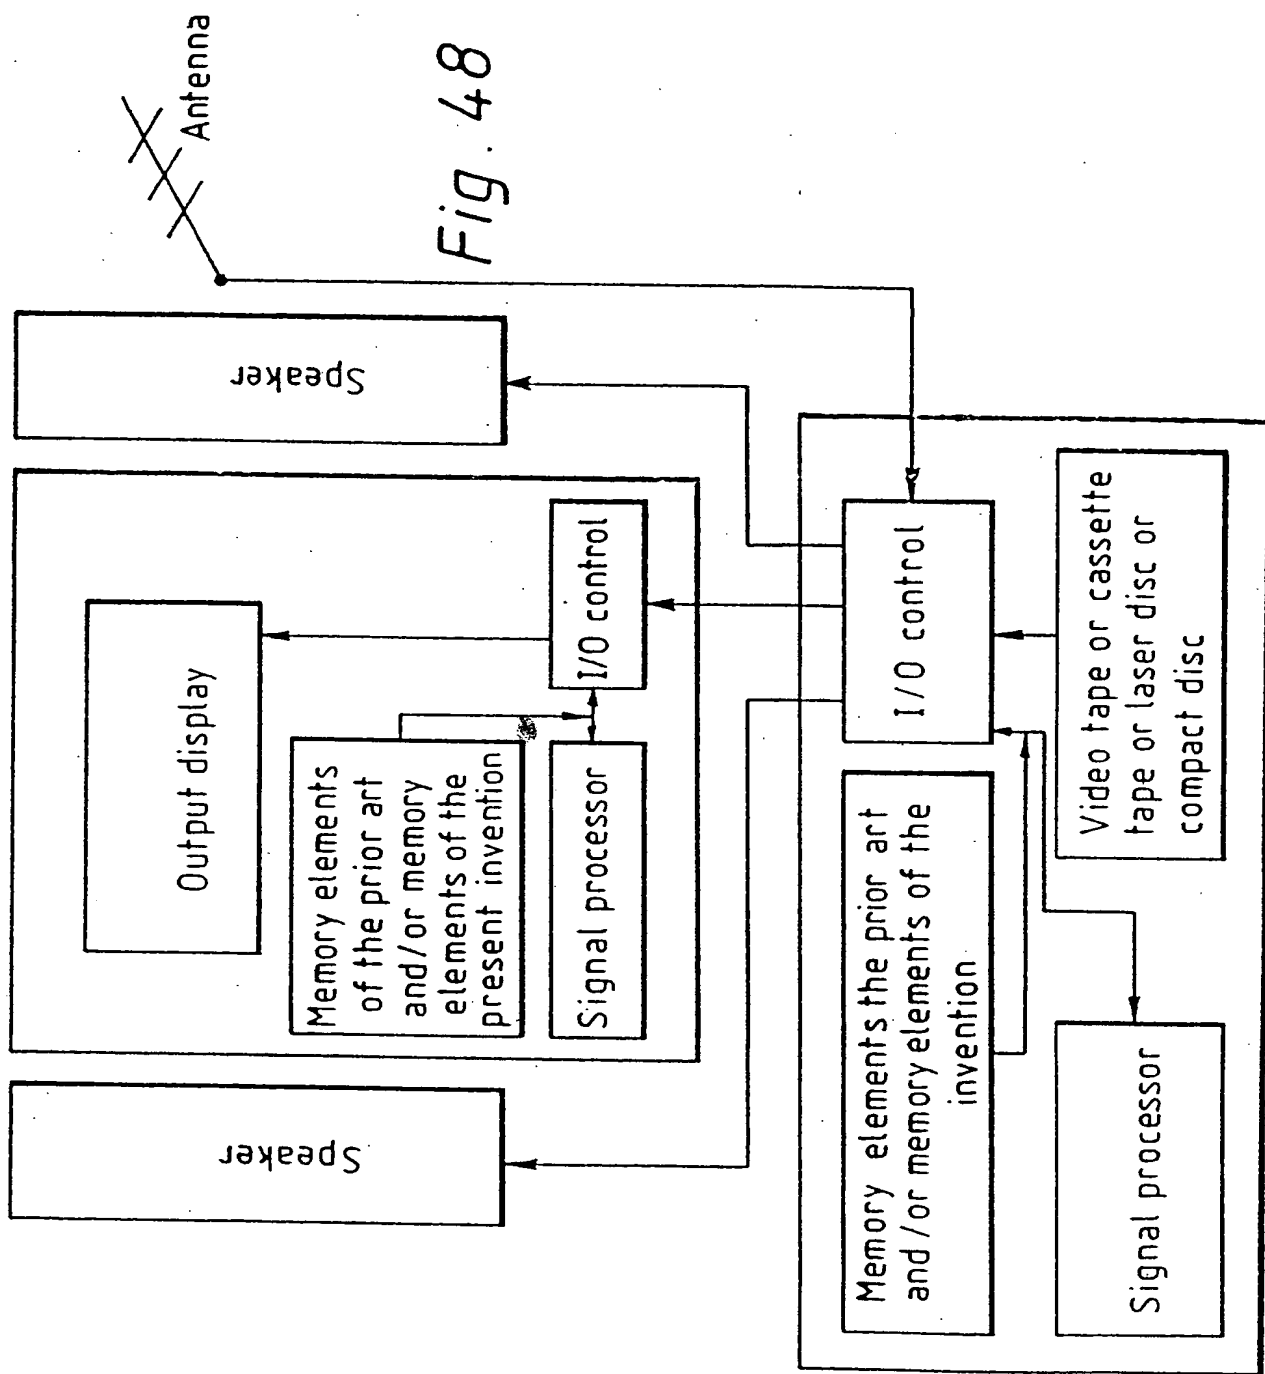 Antenna
Fig. 48
Speaker
Output display
I/O control
Memory elements
of the prior art
and/or memory
elements of the
present invention
Signal processor
Speaker
I/O control
Memory elements the prior art
and/or memory elements of the
invention
Video tape or cassette
tape or laser disc or
compact disc
Signal processor